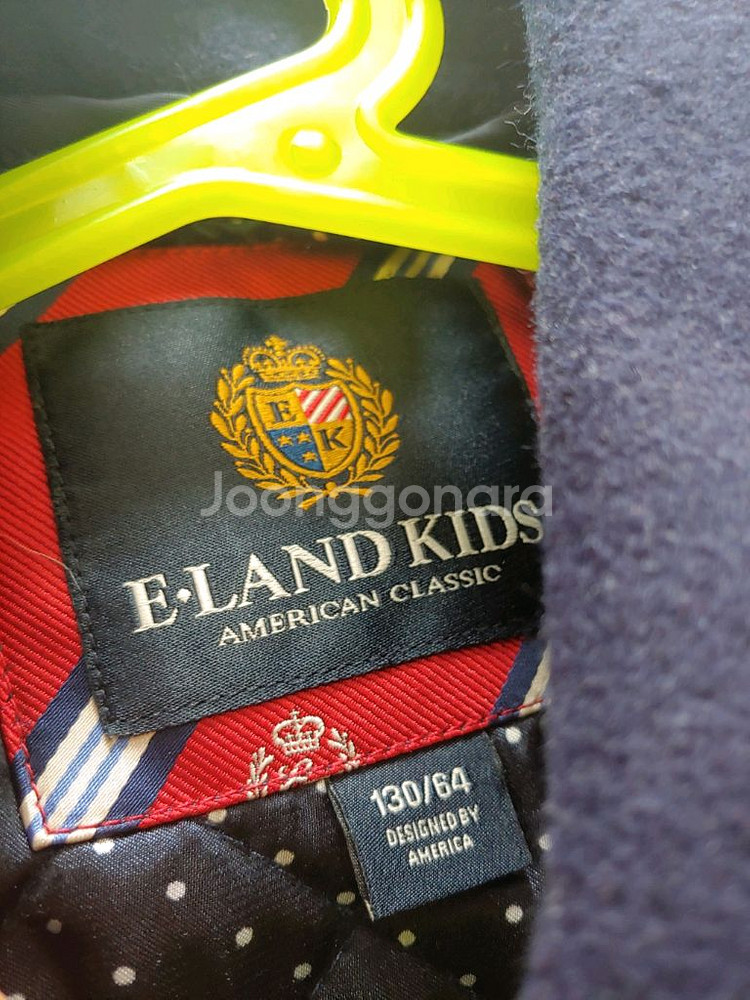 E K
Joonggonara
E·LAND KIDS
AMERICAN CLASSIC
130/64
DESIGNED BY
AMERICA